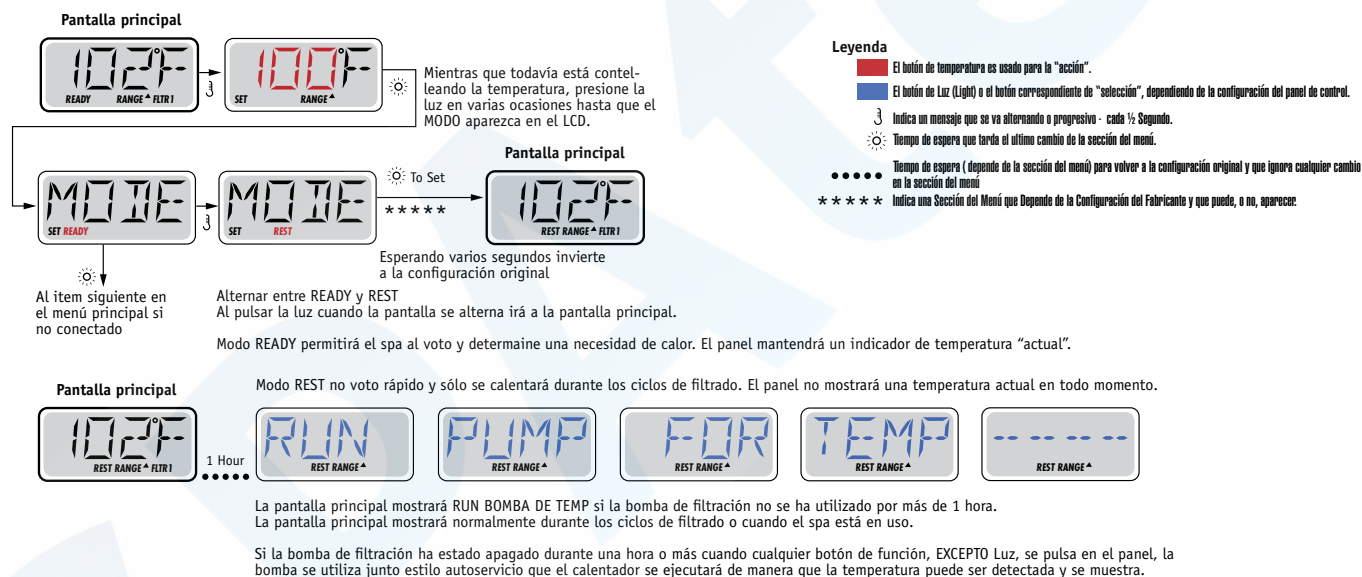 Pantalla principal
102°F
READY RANGE FLTR1
100°F
SET RANGE
Mientras que todavía está contel-
leando la temperatura, presione la
luz en varias ocasiones hasta que el
MODO aparezca en el LCD.
Leyenda
El botón de temperatura es usado para la "acción".
El botón de Luz (Light) o el botón correspondiente de "selección", dependiendo de la configuración del panel de control.
Indica un mensaje que se va alternando o progresivo - cada ½ Segundo.
Tiempo de espera que tarda el ultimo cambio de la sección del menú.
Tiempo de espera ( depende de la sección del menú) para volver a la configuración original y que ignora cualquier cambio
en la sección del menú
***** Indica una Sección del Menú que Depende de la Configuración del Fabricante y que puede, o no, aparecer.
MODE
SET READY
MODE
SET REST
To Set
*****
Pantalla principal
102°F
REST RANGE FLTR1
Esperando varios segundos invierte
a la configuración original
Al item siguiente en
el menú principal si
no conectado
Alternar entre READY y REST
Al pulsar la luz cuando la pantalla se alterna irá a la pantalla principal.
Modo READY permitirá el spa al voto y determaine una necesidad de calor. El panel mantendrá un indicador de temperatura “actual”.
Modo REST no voto rápido y sólo se calentará durante los ciclos de filtrado. El panel no mostrará una temperatura actual en todo momento.
Pantalla principal
102°F
REST RANGE FLTR1
1 Hour
RUN
REST RANGE
PUMP
REST RANGE
FOR
REST RANGE
TEMP
REST RANGE
-- -- -- --
REST RANGE
La pantalla principal mostrará RUN BOMBA DE TEMP si la bomba de filtración no se ha utilizado por más de 1 hora.
La pantalla principal mostrará normalmente durante los ciclos de filtrado o cuando el spa está en uso.
Si la bomba de filtración ha estado apagado durante una hora o más cuando cualquier botón de función, EXCEPTO Luz, se pulsa en el panel, la
bomba se utiliza junto estilo autoservicio que el calentador se ejecutará de manera que la temperatura puede ser detectada y se muestra.